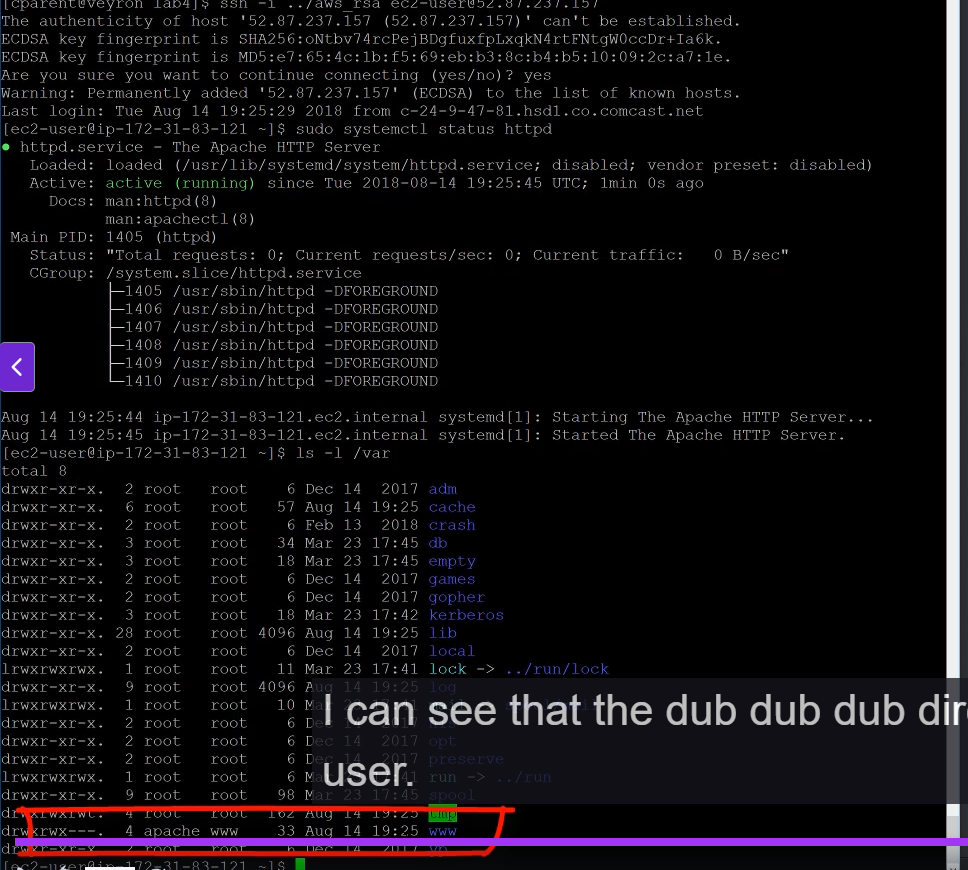 [cparent@veyron lab4]$ ssh -i ../aws_rsa ec2-user@52.87.237.157
The authenticity of host '52.87.237.157 (52.87.237.157)' can't be established.
ECDSA key fingerprint is SHA256:oNtbv74rcPejBDgfuxfpLxqkN4rtFNtgW0ccDr+Ia6k.
ECDSA key fingerprint is MD5:e7:65:4c:1b:f5:69:eb:b3:8c:b4:b5:10:09:2c:a7:1e.
Are you sure you want to continue connecting (yes/no)? yes
Warning: Permanently added '52.87.237.157' (ECDSA) to the list of known hosts.
Last login: Tue Aug 14 19:25:29 2018 from c-24-9-47-81.hsd1.co.comcast.net
[ec2-user@ip-172-31-83-121 ~]$ sudo systemctl status httpd
● httpd.service - The Apache HTTP Server
Loaded: loaded (/usr/lib/systemd/system/httpd.service; disabled; vendor preset: disabled)
Active: active (running) since Tue 2018-08-14 19:25:45 UTC; 1min 0s ago
Docs: man:httpd(8)
man:apachectl(8)
Main PID: 1405 (httpd)
Status: "Total requests: 0; Current requests/sec: 0; Current traffic:   0 B/sec"
CGroup: /system.slice/httpd.service
├─1405 /usr/sbin/httpd -DFOREGROUND
├─1406 /usr/sbin/httpd -DFOREGROUND
├─1407 /usr/sbin/httpd -DFOREGROUND
├─1408 /usr/sbin/httpd -DFOREGROUND
├─1409 /usr/sbin/httpd -DFOREGROUND
└─1410 /usr/sbin/httpd -DFOREGROUND
Aug 14 19:25:44 ip-172-31-83-121.ec2.internal systemd[1]: Starting The Apache HTTP Server...
Aug 14 19:25:45 ip-172-31-83-121.ec2.internal systemd[1]: Started The Apache HTTP Server.
[ec2-user@ip-172-31-83-121 ~]$ ls -l /var
total 8
drwxr-xr-x.  2 root   root    6 Dec 14  2017 adm
drwxr-xr-x.  6 root   root   57 Aug 14 19:25 cache
drwxr-xr-x.  2 root   root    6 Feb 13  2018 crash
drwxr-xr-x.  3 root   root   34 Mar 23 17:45 db
drwxr-xr-x.  3 root   root   18 Mar 23 17:45 empty
drwxr-xr-x.  2 root   root    6 Dec 14  2017 games
drwxr-xr-x.  2 root   root    6 Dec 14  2017 gopher
drwxr-xr-x.  3 root   root   18 Mar 23 17:42 kerberos
drwxr-xr-x. 28 root   root 4096 Aug 14 19:25 lib
drwxr-xr-x.  2 root   root    6 Dec 14  2017 local
lrwxrwxrwx.  1 root   root   11 Mar 23 17:41 lock -> ../run/lock
drwxr-xr-x.  9 root   root 4096 Aug 14 19:25 log
lrwxrwxrwx.  1 root   root   10
I can see that the dub dub dub dire
drwxr-xr-x.  2 root   root    6
drwxr-xr-x.  2 root   root    6 Dec 14  2017 opt
drwxr-xr-x.  2 root   root    6 Dec 14  2017 preserve
lrwxrwxrwx.  1 root   root    6 run -> ../run
user.
drwxr-xr-x.  9 root   root   98 Mar 23 17:45 spool
drwxrwxrwt.  4 root   root  162 Aug 14 19:25 tmp
drwxrwx---.  4 apache www    33 Aug 14 19:25 www
drwxr-xr-x.  2 root   root    6 Dec 14  2017 yp
[ec2-user@ip-172-31-83-121 ~]$